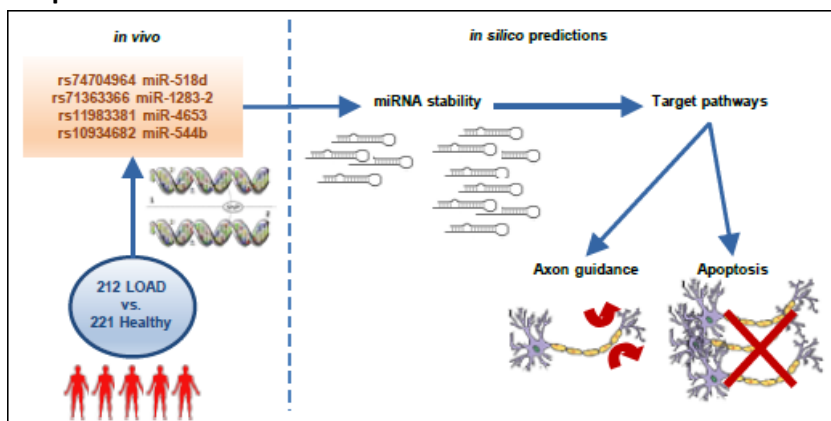 in vivo
in silico predictions
rs74704964 miR-518d
rs71363366 miR-1283-2
rs11983381 miR-4653
rs10934682 miR-544b
miRNA stability
Target pathways
212 LOAD
vs.
221 Healthy
Axon guidance
Apoptosis